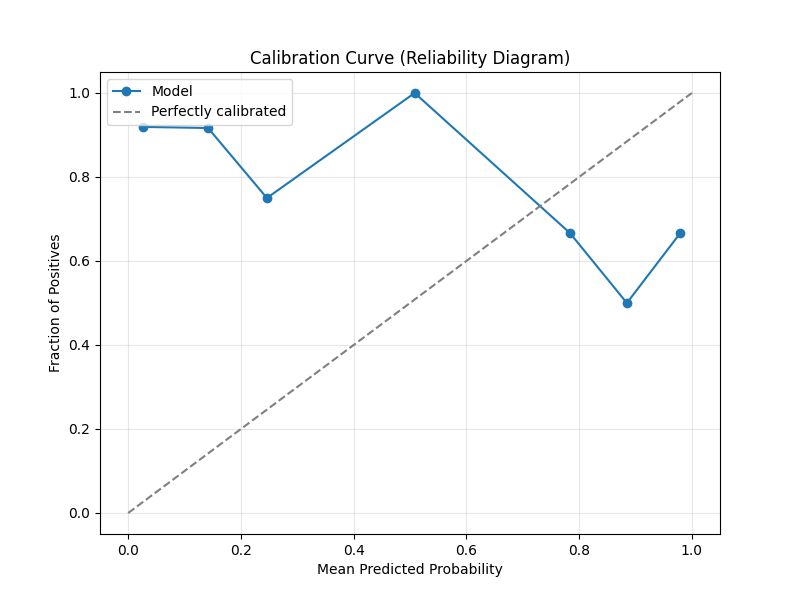 Calibration Curve (Reliability Diagram)
Model
Perfectly calibrated
Fraction of Positives
1.0
0.8
0.6
0.4
0.2
0.0
0.0 0.2 0.4 0.6 0.8 1.0
Mean Predicted Probability